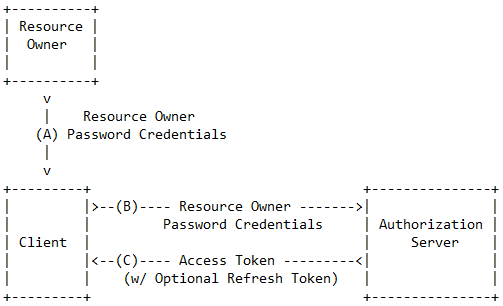 +----------+
| Resource |
|  Owner   |
|          |
+----------+
     v
     |    Resource Owner
    (A) Password Credentials
     |
     v
+---------+                                  +---------------+
|         |>--(B)---- Resource Owner ------->|               |
|         |         Password Credentials     | Authorization |
| Client  |                                  |     Server    |
|         |<--(C)---- Access Token ---------<|               |
|         |    (w/ Optional Refresh Token)   |               |
+---------+                                  +---------------+